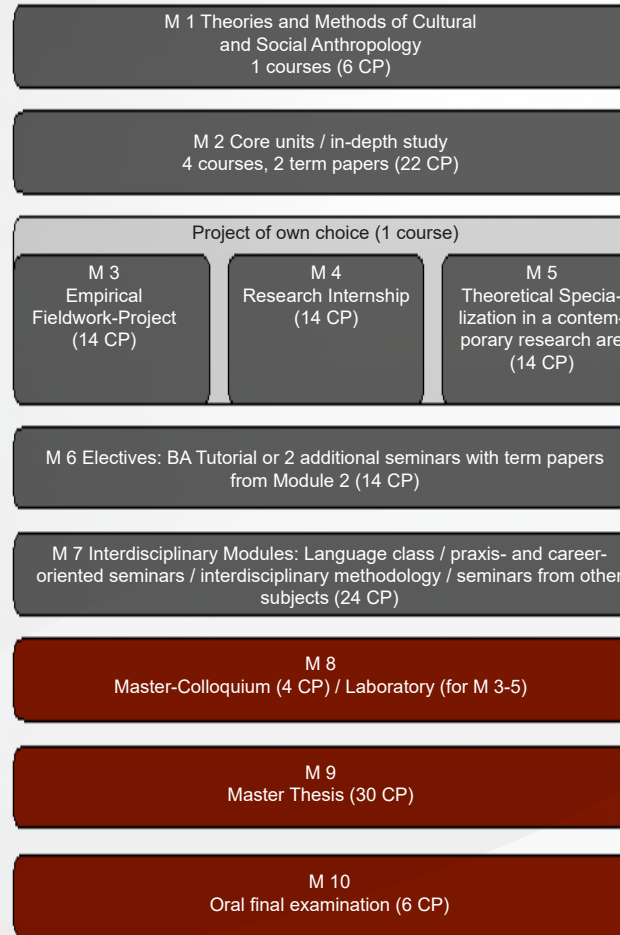 M 1 Theories and Methods of Cultural
and Social Anthropology
1 courses (6 CP)
M 2 Core units / in-depth study
4 courses, 2 term papers (22 CP)
Project of own choice (1 course)
M 3
Empirical
Fieldwork-Project
(14 CP)
M 4
Research Internship
(14 CP)
M 5
Theoretical Specia-
lization in a contem-
porary research are
(14 CP)
M 6 Electives: BA Tutorial or 2 additional seminars with term papers
from Module 2 (14 CP)
M 7 Interdisciplinary Modules: Language class / praxis- and career-
oriented seminars / interdisciplinary methodology / seminars from other
subjects (24 CP)
M 8
Master-Colloquium (4 CP) / Laboratory (for M 3-5)
M 9
Master Thesis (30 CP)
M 10
Oral final examination (6 CP)